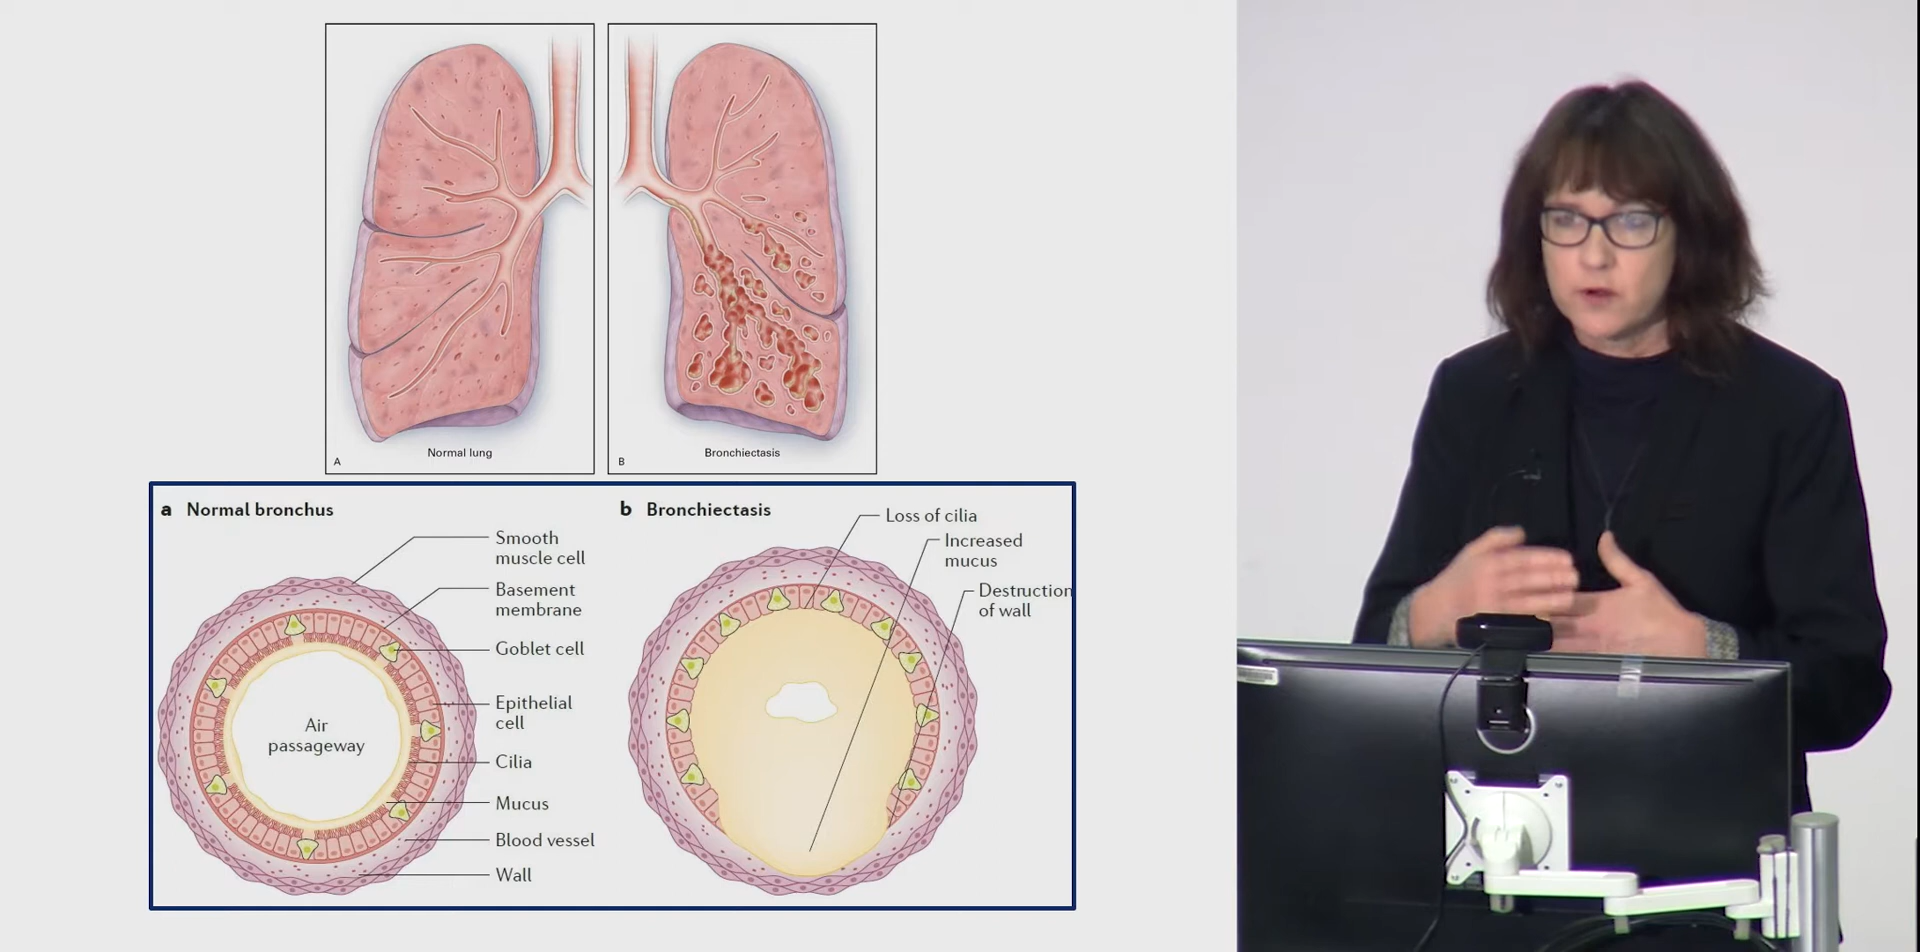 A
Normal lung
B
Bronchiectasis
a Normal bronchus
Smooth
muscle cell
Basement
membrane
Goblet cell
Epithelial
cell
Cilia
Mucus
Blood vessel
Wall
Air
passageway
b Bronchiectasis
Loss of cilia
Increased
mucus
Destruction
of wall